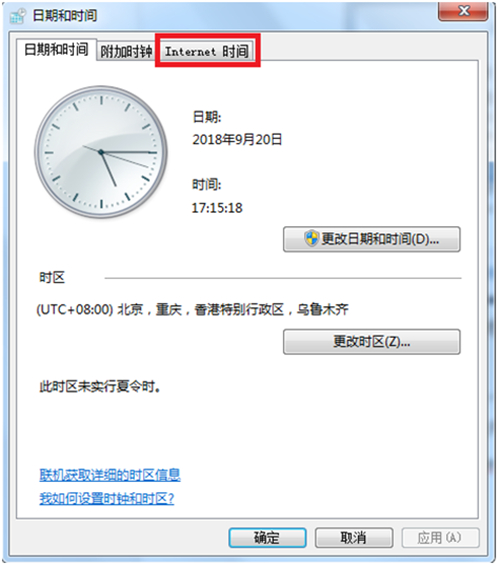 日期和时间
日期和时间 附加时钟 Internet 时间
日期:
2018年9月20日
时间:
17:15:18
更改日期和时间(D)...
时区
(UTC+08:00) 北京，重庆，香港特别行政区，乌鲁木齐
更改时区(Z)...
此时区未实行夏令时。
联机获取详细的时区信息
我如何设置时钟和时区?
确定 取消 应用(A)